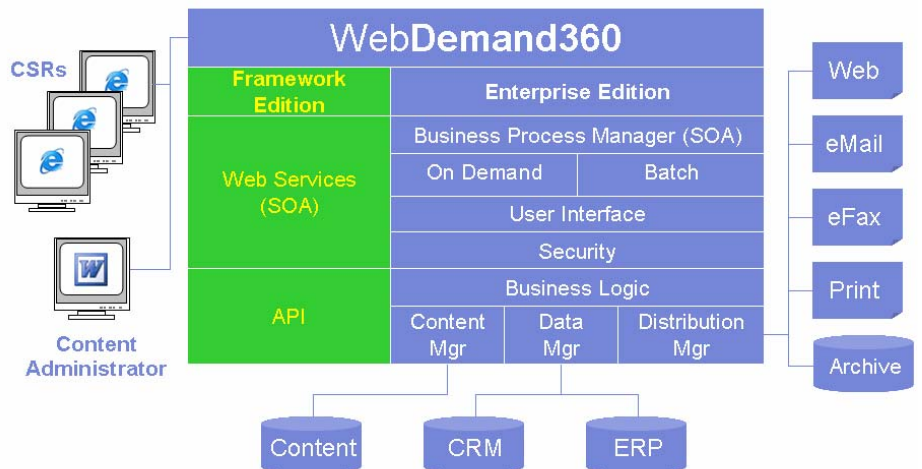 WebDemand360
CSRs
Framework
Edition
Enterprise Edition
Web Services
(SOA)
Business Process Manager (SOA)
On Demand
Batch
User Interface
Security
API
Business Logic
Content
Mgr
Data
Mgr
Distribution
Mgr
W
Content
Administrator
Web
eMail
eFax
Print
Archive
Content
CRM
ERP